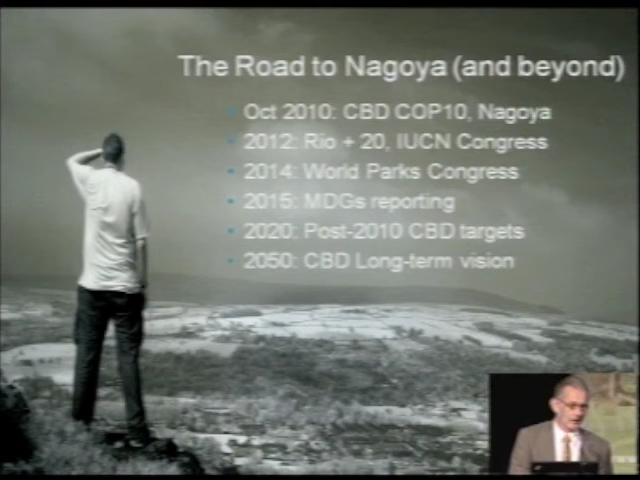 The Road to Nagoya (and beyond)
Oct 2010: CBD COP10, Nagoya
2012: Rio + 20, IUCN Congress
2014: World Parks Congress
2015: MDGs reporting
2020: Post-2010 CBD targets
2050: CBD Long-term vision